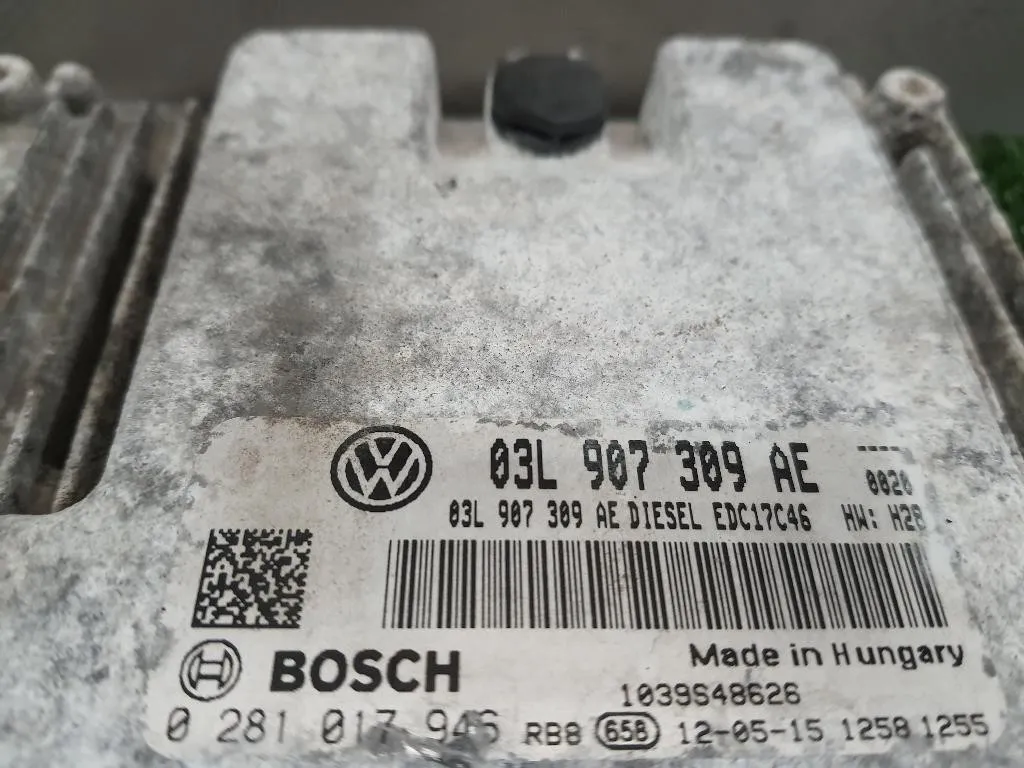 03L 907 309 AE ----
0020
03L 907 309 AE DIESEL EDC17C46 HW: H28
BOSCH Made in Hungary
1039S48626
0 281 017 946 RB8 658 12-05-15 1258 1255